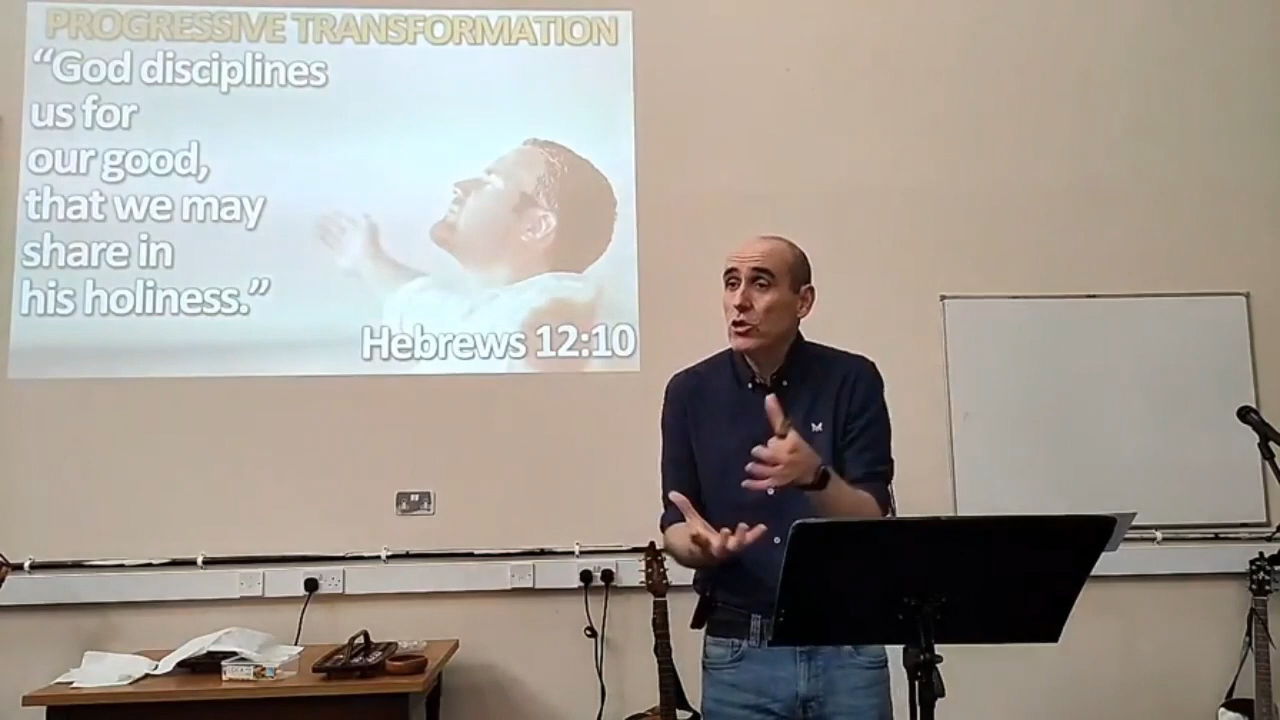 PROGRESSIVE TRANSFORMATION
“God disciplines
us for
our good,
that we may
share in
his holiness.”
Hebrews 12:10